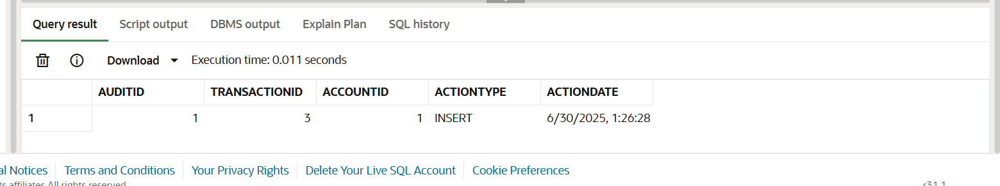 Query result Script output DBMS output Explain Plan SQL history
Download Execution time: 0.011 seconds
AUDITID TRANSACTIONID ACCOUNTID ACTIONTYPE ACTIONDATE
1 1 3 1 INSERT 6/30/2025, 1:26:28
al Notices Terms and Conditions Your Privacy Rights Delete Your Live SQL Account Cookie Preferences
ts affiliates All rights reserved